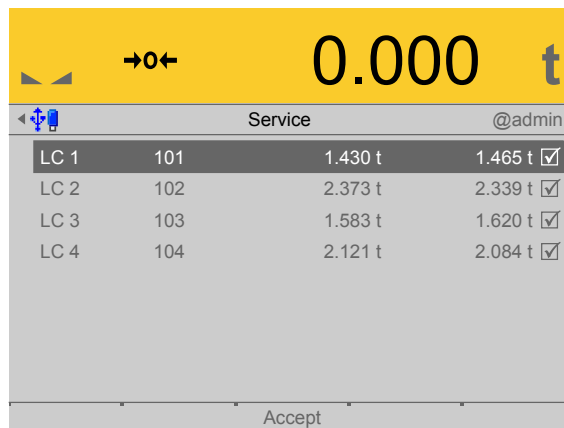 →0← 0.000 t
Service @admin
LC 1 101 1.430 t 1.465 t
LC 2 102 2.373 t 2.339 t
LC 3 103 1.583 t 1.620 t
LC 4 104 2.121 t 2.084 t
Accept